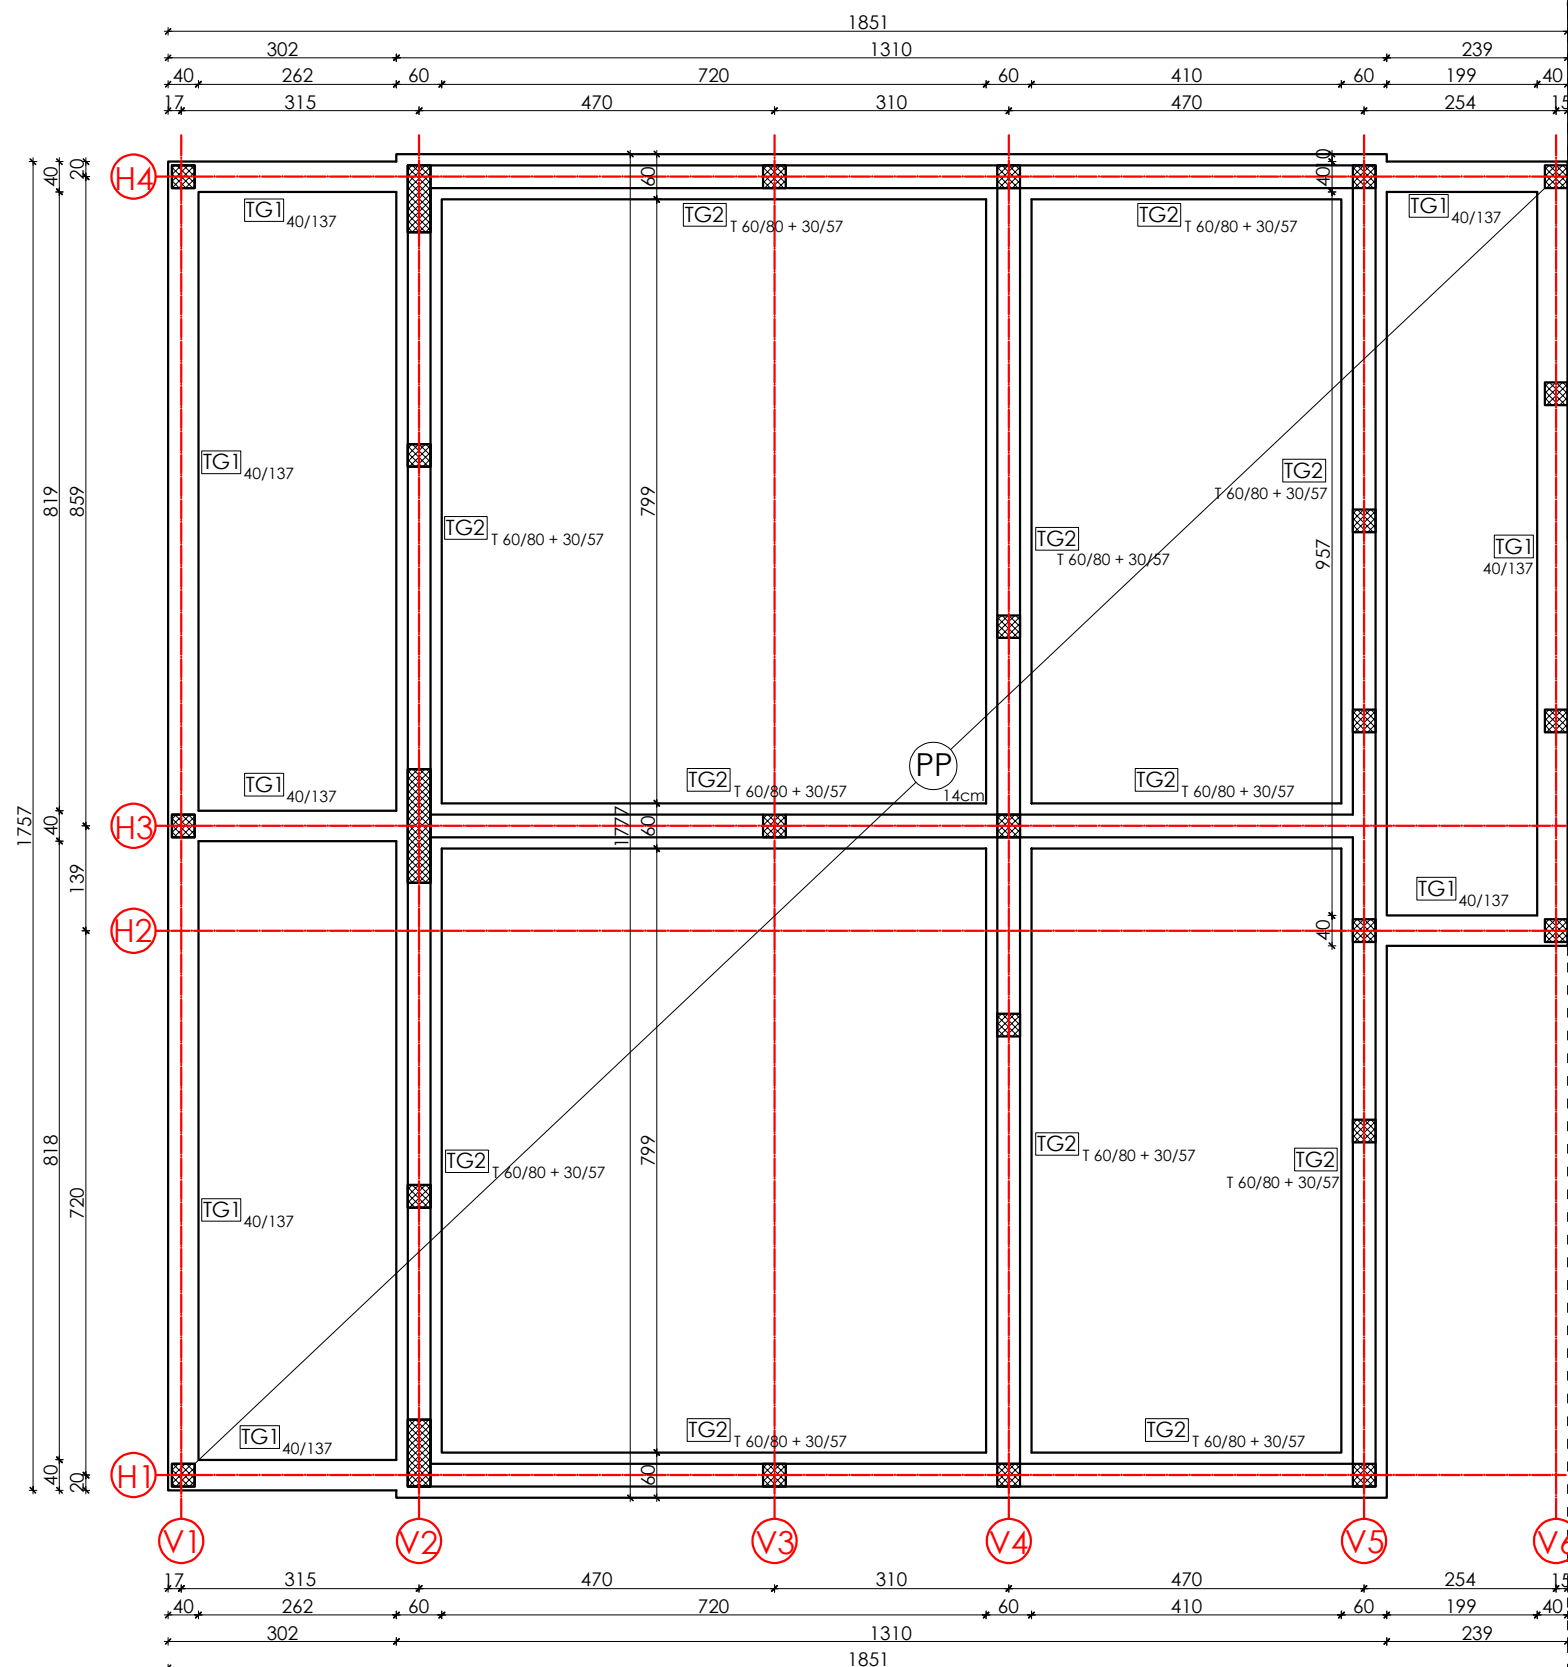 1851
302 1310 239
40 262 60 720 60 410 60 199 40
17 315 470 310 470 254 15
H4
40
20
60
10
40
TG1 40/137
TG2 T 60/80 + 30/57
TG2 T 60/80 + 30/57
TG1 40/137
TG1 40/137
819
859
799
TG2 T 60/80 + 30/57
TG2
T 60/80 + 30/57
TG2
T 60/80 + 30/57
957
TG1
40/137
TG1 40/137
TG2 T 60/80 + 30/57
PP
14cm
TG2 T 60/80 + 30/57
H3
1757
40
1777
60
139
TG1 40/137
H2
40
818
720
799
TG1 40/137
TG2 T 60/80 + 30/57
TG2 T 60/80 + 30/57
TG2
T 60/80 + 30/57
TG1 40/137
TG2 T 60/80 + 30/57
TG2 T 60/80 + 30/57
H1
40
20
60
V1 V2 V3 V4 V5 V6
17 315 470 310 470 254 15
40 262 60 720 60 410 60 199 40
302 1310 239
1851